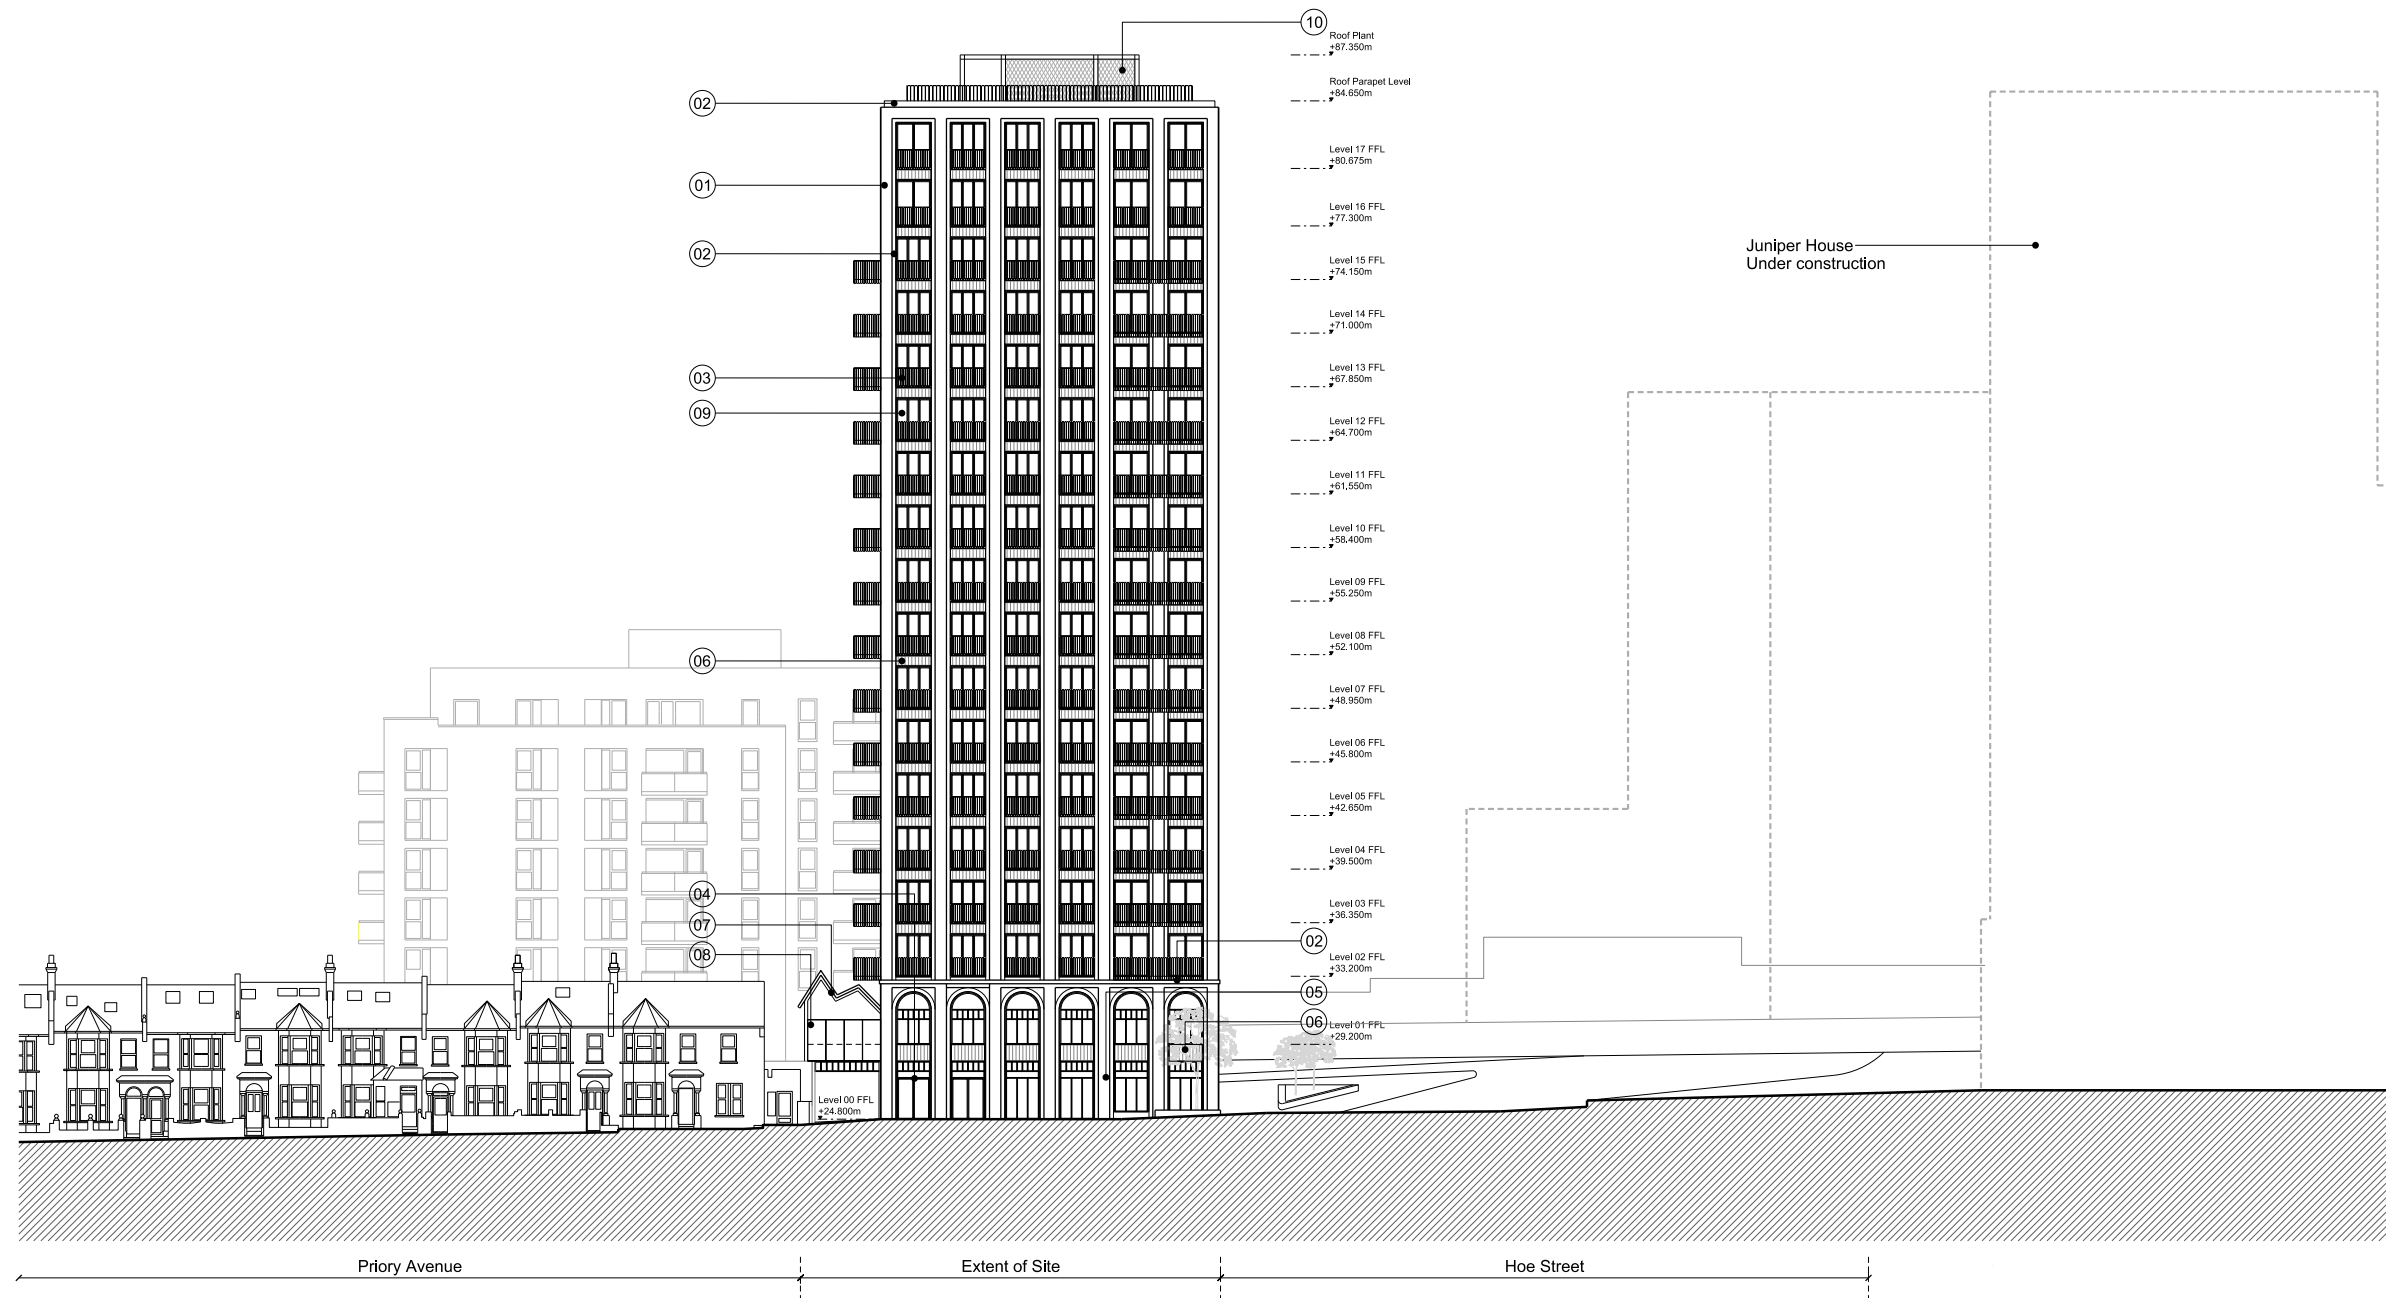 10
Roof Plant
+87.350m
02
Roof Parapet Level
+84.650m
Level 17 FFL
+80.675m
01
Level 16 FFL
+77.300m
02
Juniper House
Under construction
Level 15 FFL
+74.150m
Level 14 FFL
+71.000m
03
Level 13 FFL
+67.850m
09
Level 12 FFL
+64.700m
Level 11 FFL
+61.550m
Level 10 FFL
+58.400m
Level 09 FFL
+55.250m
Level 08 FFL
+52.100m
06
Level 07 FFL
+48.950m
Level 06 FFL
+45.800m
Level 05 FFL
+42.650m
Level 04 FFL
+39.500m
04
Level 03 FFL
+36.350m
07
02
08
Level 02 FFL
+33.200m
05
06
Level 01 FFL
+29.200m
Level 00 FFL
+24.800m
Priory Avenue
Extent of Site
Hoe Street